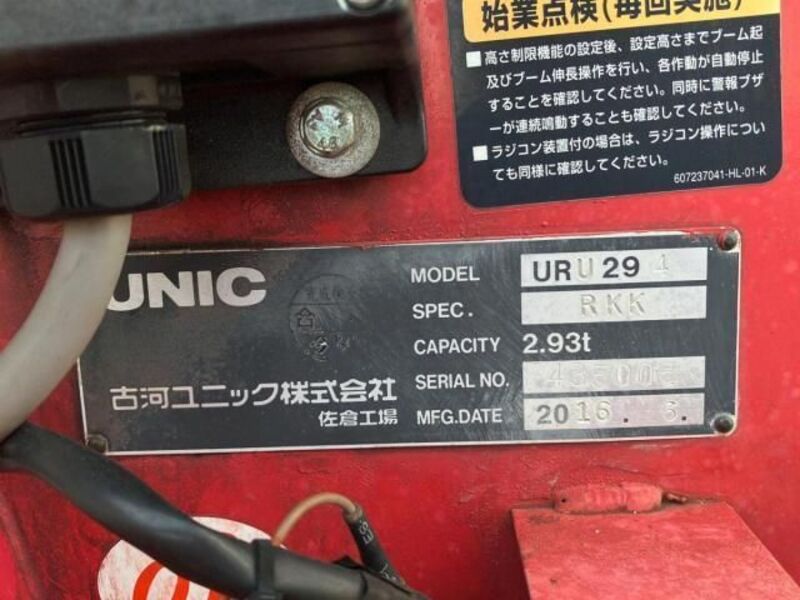 始業点検(毎回実施)
■高さ制限機能の設定後、設定高さまでブーム起
及びブーム伸長操作を行い、各作動が自動停止
することを確認してください。同時に警報ブザ
ーが連続鳴動することも確認してください。
■ラジコン装置付の場合は、ラジコン操作につい
ても同様に確認してください。
607237041-HL-01-K
UNIC
MODEL URU294
SPEC. RKK
CAPACITY 2.93t
古河ユニック株式会社
SERIAL NO.
佐倉工場
MFG.DATE 2016. 3.